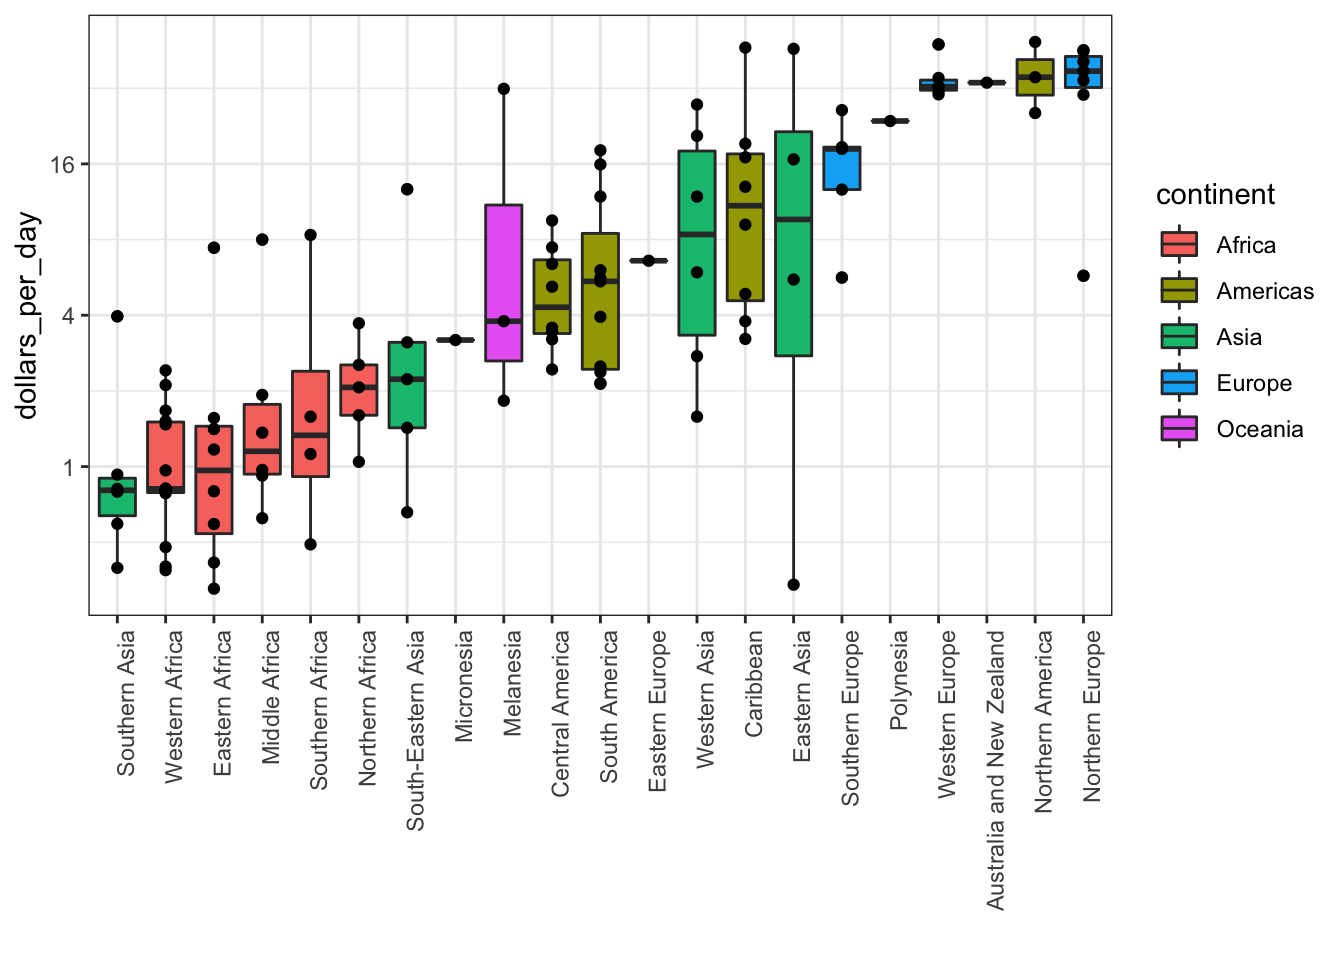 dollars_per_day
16
4
1
Southern Asia
Western Africa
Eastern Africa
Middle Africa
Southern Africa
Northern Africa
South-Eastern Asia
Micronesia
Melanesia
Central America
South America
Eastern Europe
Western Asia
Caribbean
Eastern Asia
Southern Europe
Polynesia
Western Europe
Australia and New Zealand
Northern America
Northern Europe
continent
Africa
Americas
Asia
Europe
Oceania